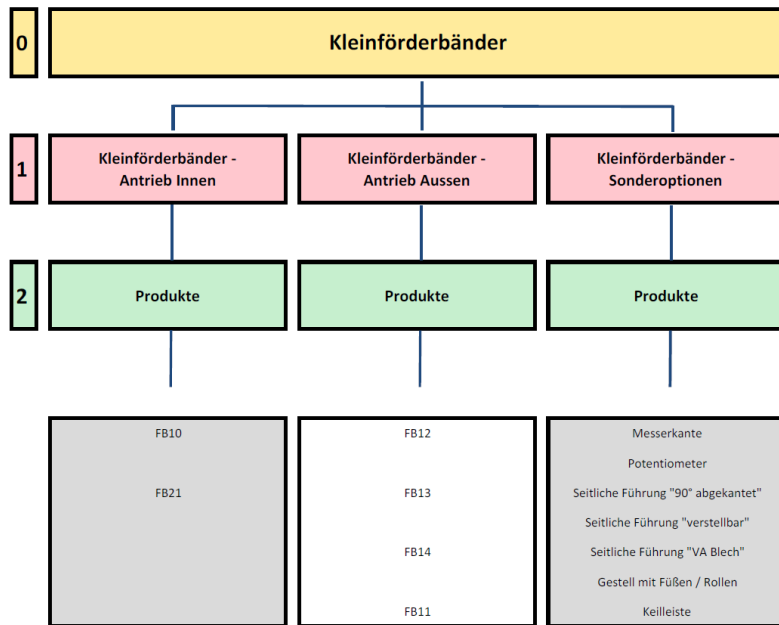 0
Kleinförderbänder
1
Kleinförderbänder -
Antrieb Innen
Kleinförderbänder -
Antrieb Aussen
Kleinförderbänder -
Sonderoptionen
2
Produkte
Produkte
Produkte
FB10
FB21
FB12
FB13
FB14
FB11
Messerkante
Potentiometer
Seitliche Führung "90° abgekantet"
Seitliche Führung "verstellbar"
Seitliche Führung "VA Blech"
Gestell mit Füßen / Rollen
Keilleiste